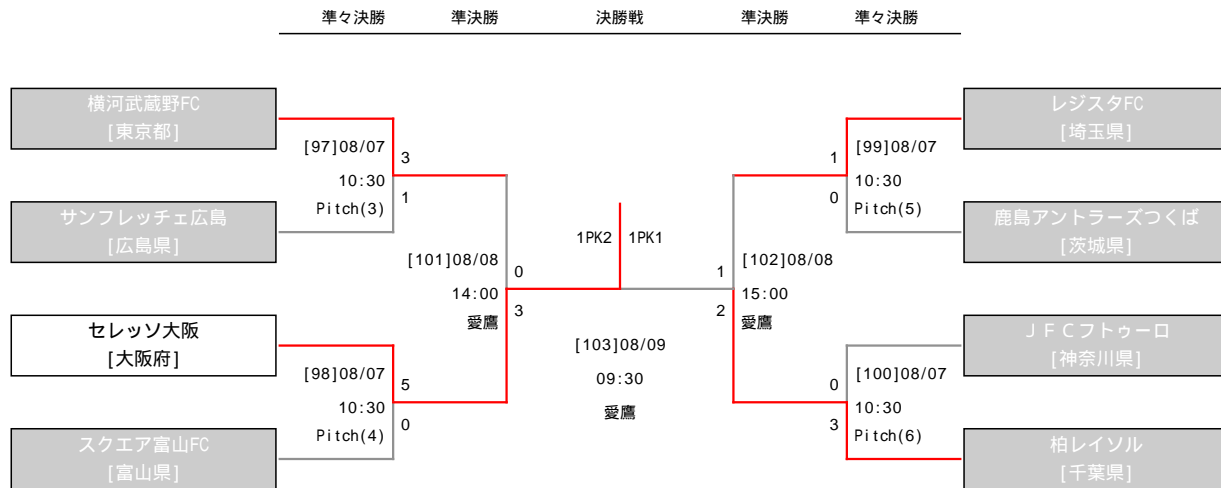 準々決勝 準決勝 決勝戦 準決勝 準々決勝
横河武蔵野FC
[東京都]
サンフレッチェ広島
[広島県]
セレッソ大阪
[大阪府]
スクエア富山FC
[富山県]
[97]08/07
10:30
Pitch(3)
3
1
[98]08/07
10:30
Pitch(4)
5
0
[101]08/08
14:00
愛鷹
0
3
1PK2 1PK1
[103]08/09
09:30
愛鷹
1
2
[102]08/08
15:00
愛鷹
1
0
[99]08/07
10:30
Pitch(5)
0
3
[100]08/07
10:30
Pitch(6)
レジスタFC
[埼玉県]
鹿島アントラーズつくば
[茨城県]
ＪＦＣフトゥーロ
[神奈川県]
柏レイソル
[千葉県]